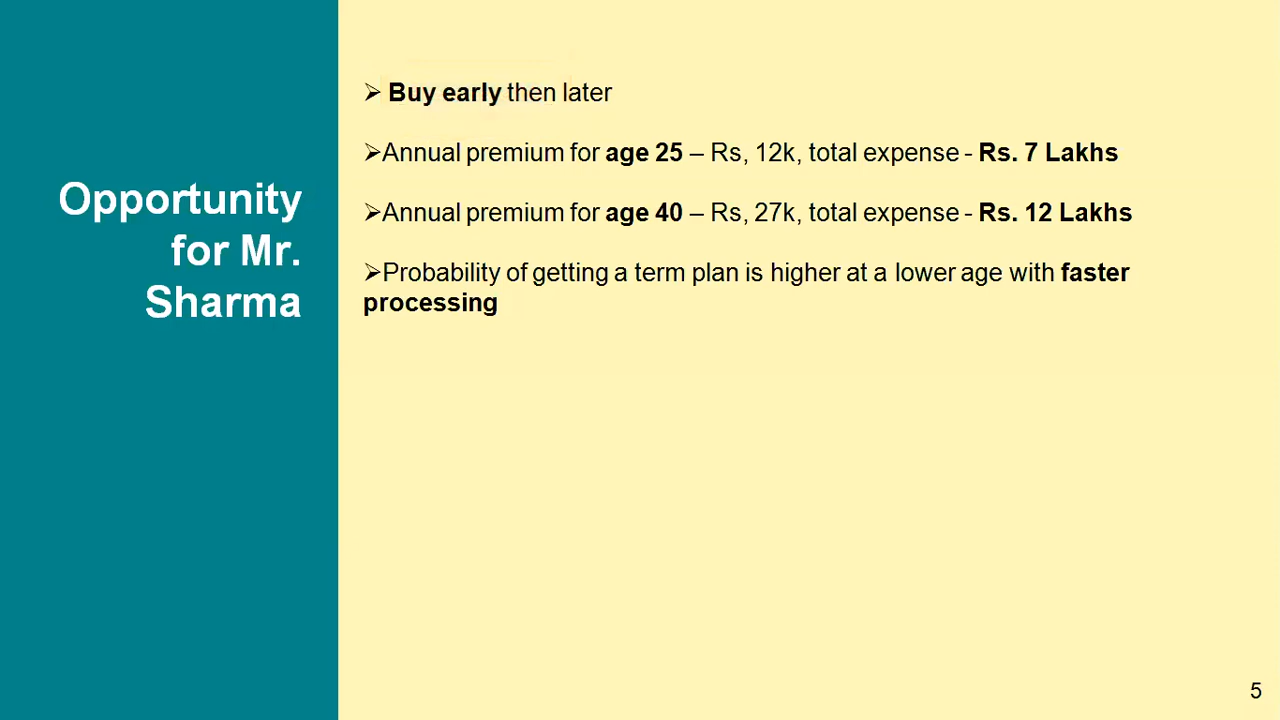 Opportunity
for Mr.
Sharma
➢ Buy early then later
➢Annual premium for age 25 – Rs, 12k, total expense - Rs. 7 Lakhs
➢Annual premium for age 40 – Rs, 27k, total expense - Rs. 12 Lakhs
➢Probability of getting a term plan is higher at a lower age with faster
processing
5